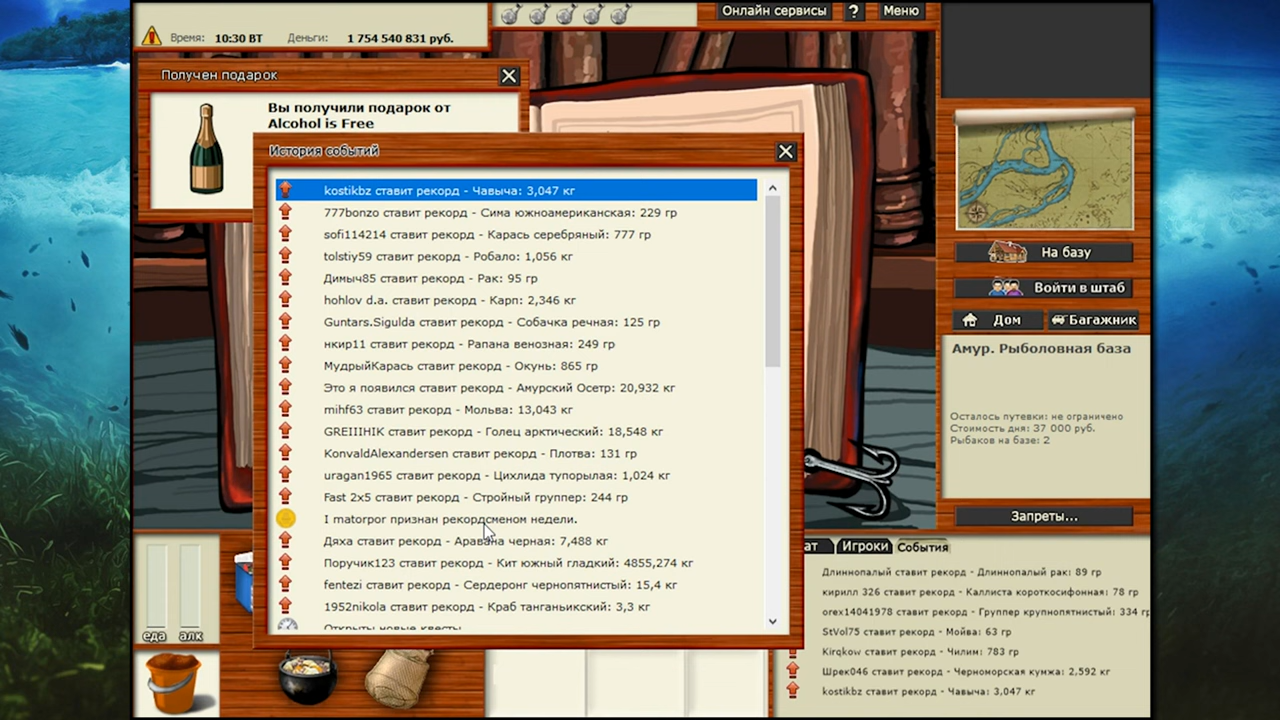 Онлайн сервисы
?
Меню
Время: 10:30 ВТ Деньги: 1 754 540 831 руб.
Получен подарок
Вы получили подарок от
Alcohol is Free
История событий
kostikbz ставит рекорд - Чавыча: 3,047 кг
777bonzo ставит рекорд - Сима южноамериканская: 229 гр
sofi114214 ставит рекорд - Карась серебряный: 777 гр
tolstiy59 ставит рекорд - Робало: 1,056 кг
Димыч85 ставит рекорд - Рак: 95 гр
hohlov d.a. ставит рекорд - Карп: 2,346 кг
Guntars.Sigulda ставит рекорд - Собачка речная: 125 гр
нкир11 ставит рекорд - Рапана венозная: 249 гр
МудрыйКарась ставит рекорд - Окунь: 865 гр
Это я появился ставит рекорд - Амурский Осетр: 20,932 кг
mihf63 ставит рекорд - Мольва: 13,043 кг
GREIIIHIK ставит рекорд - Голец арктический: 18,548 кг
KonvaldAlexandersen ставит рекорд - Плотва: 131 гр
uragan1965 ставит рекорд - Цихлида тупорылая: 1,024 кг
Fast 2x5 ставит рекорд - Стройный группер: 244 гр
I matorpor признан рекордсменом недели.
Дяха ставит рекорд - Аравана черная: 7,488 кг
Поручик123 ставит рекорд - Кит южный гладкий: 4855,274 кг
fentezi ставит рекорд - Сердеронг чернопятнистый: 15,4 кг
1952nikola ставит рекорд - Краб танганьикский: 3,3 кг
Открыты новые квесты
На базу
Войти в штаб
Дом
Багажник
Амур. Рыболовная база
Осталось путевки: не ограничено
Стоимость дня: 37 000 руб.
Рыбаков на базе: 2
Запреты...
ат Игроки События
Длиннопалый ставит рекорд - Длиннопалый рак: 89 гр
кирилл 326 ставит рекорд - Каллиста короткосифонная: 78 гр
orex14041978 ставит рекорд - Группер крупнопятнистый: 334 гр
StVol75 ставит рекорд - Мойва: 63 гр
Kirqkow ставит рекорд - Чилим: 783 гр
Шрек046 ставит рекорд - Черноморская кумжа: 2,592 кг
kostikbz ставит рекорд - Чавыча: 3,047 кг
еда алк